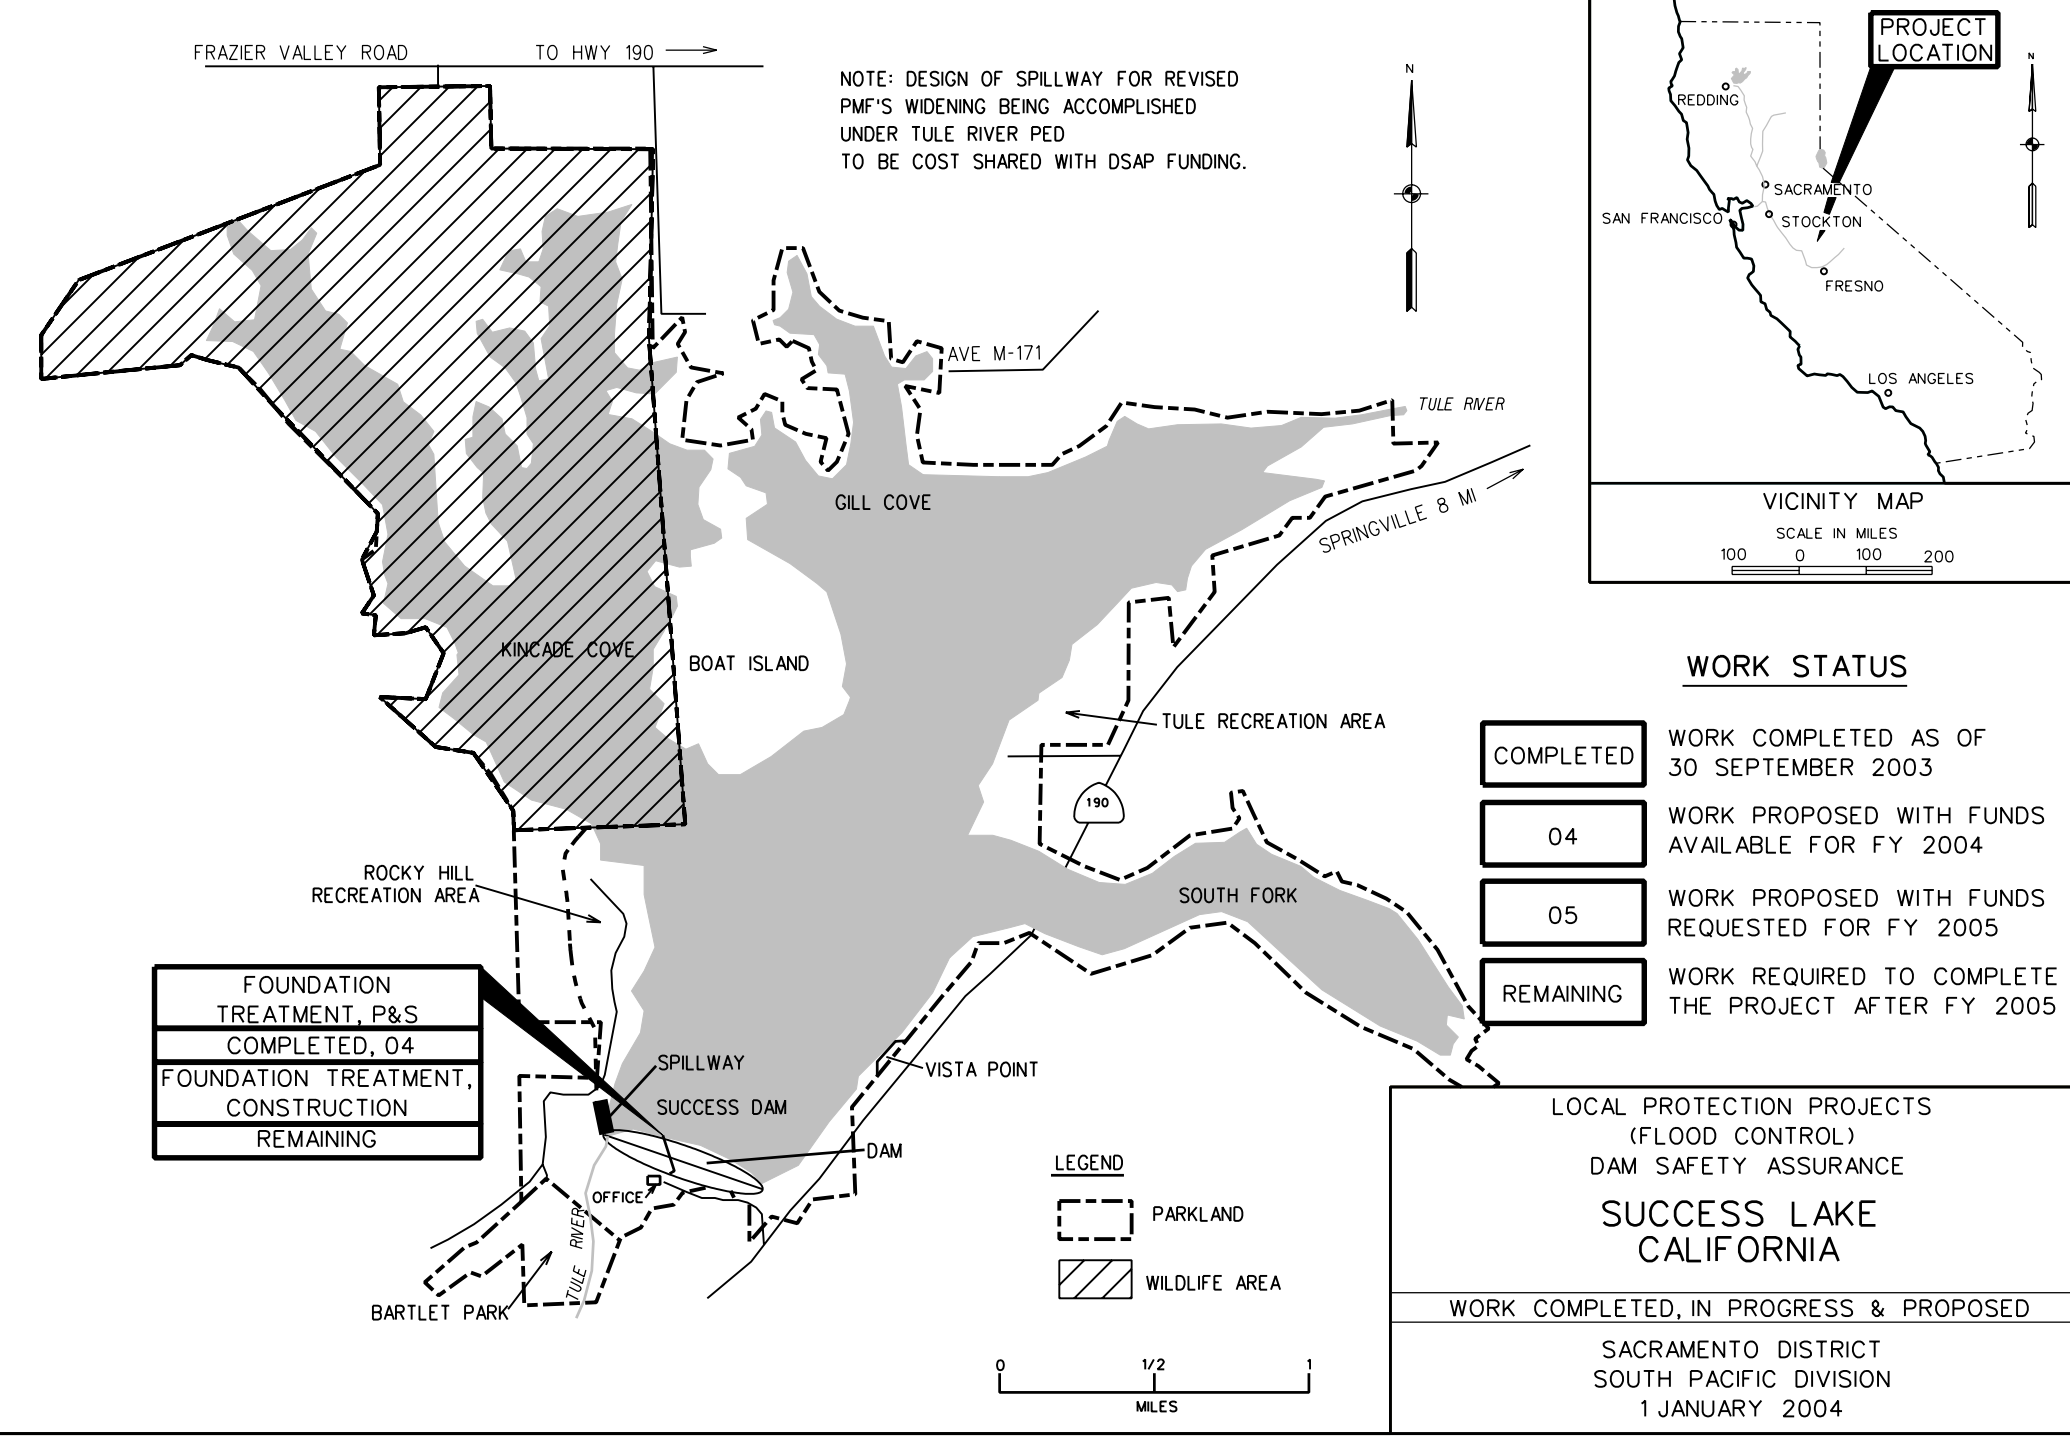 FRAZIER VALLEY ROAD
TO HWY 190
NOTE: DESIGN OF SPILLWAY FOR REVISED
PMF'S WIDENING BEING ACCOMPLISHED
UNDER TULE RIVER PED
TO BE COST SHARED WITH DSAP FUNDING.
N
PROJECT
LOCATION
N
REDDING
SACRAMENTO
SAN FRANCISCO
STOCKTON
FRESNO
LOS ANGELES
VICINITY MAP
SCALE IN MILES
100 0 100 200
AVE M-171
TULE RIVER
GILL COVE
SPRINGVILLE 8 MI
KINCADE COVE
BOAT ISLAND
TULE RECREATION AREA
190
ROCKY HILL
RECREATION AREA
SOUTH FORK
WORK STATUS
COMPLETED
WORK COMPLETED AS OF
30 SEPTEMBER 2003
04
WORK PROPOSED WITH FUNDS
AVAILABLE FOR FY 2004
05
WORK PROPOSED WITH FUNDS
REQUESTED FOR FY 2005
REMAINING
WORK REQUIRED TO COMPLETE
THE PROJECT AFTER FY 2005
FOUNDATION
TREATMENT, P&S
COMPLETED, 04
FOUNDATION TREATMENT,
CONSTRUCTION
REMAINING
SPILLWAY
SUCCESS DAM
VISTA POINT
DAM
OFFICE
TULE RIVER
BARTLET PARK
LEGEND
PARKLAND
WILDLIFE AREA
0 1/2 1
MILES
LOCAL PROTECTION PROJECTS
(FLOOD CONTROL)
DAM SAFETY ASSURANCE
SUCCESS LAKE
CALIFORNIA
WORK COMPLETED, IN PROGRESS & PROPOSED
SACRAMENTO DISTRICT
SOUTH PACIFIC DIVISION
1 JANUARY 2004